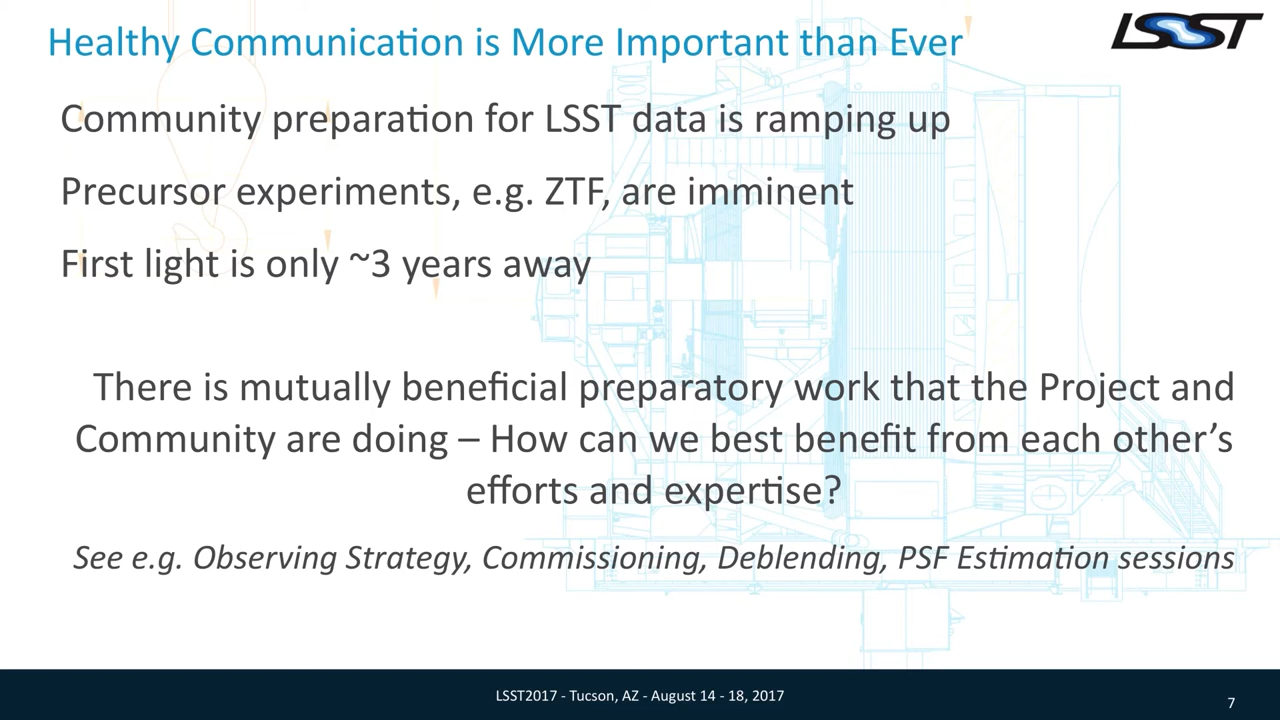 Healthy Communication is More Important than Ever
LSST
Community preparation for LSST data is ramping up
Precursor experiments, e.g. ZTF, are imminent
First light is only ~3 years away
There is mutually beneficial preparatory work that the Project and
Community are doing – How can we best benefit from each other’s
efforts and expertise?
See e.g. Observing Strategy, Commissioning, Deblending, PSF Estimation sessions
LSST2017 - Tucson, AZ - August 14 - 18, 2017
7